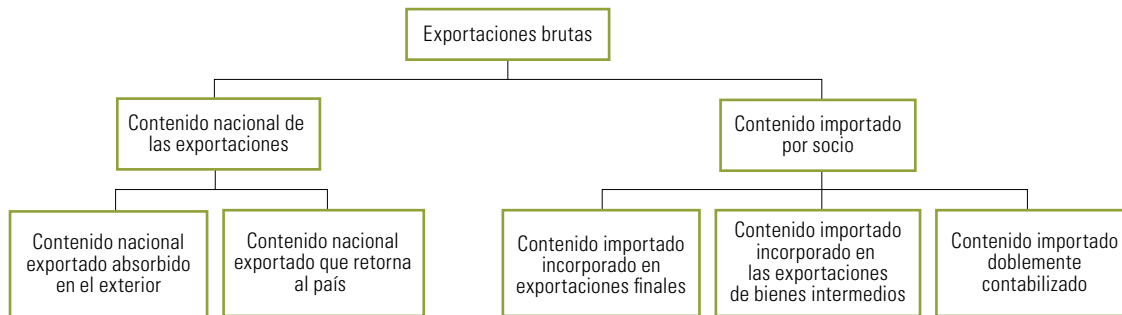 Exportaciones brutas
Contenido nacional de
las exportaciones
Contenido importado
por socio
Contenido nacional
exportado absorbido
en el exterior
Contenido nacional
exportado que retorna
al país
Contenido importado
incorporado en
exportaciones finales
Contenido importado
incorporado en
las exportaciones
de bienes intermedios
Contenido importado
doblemente
contabilizado